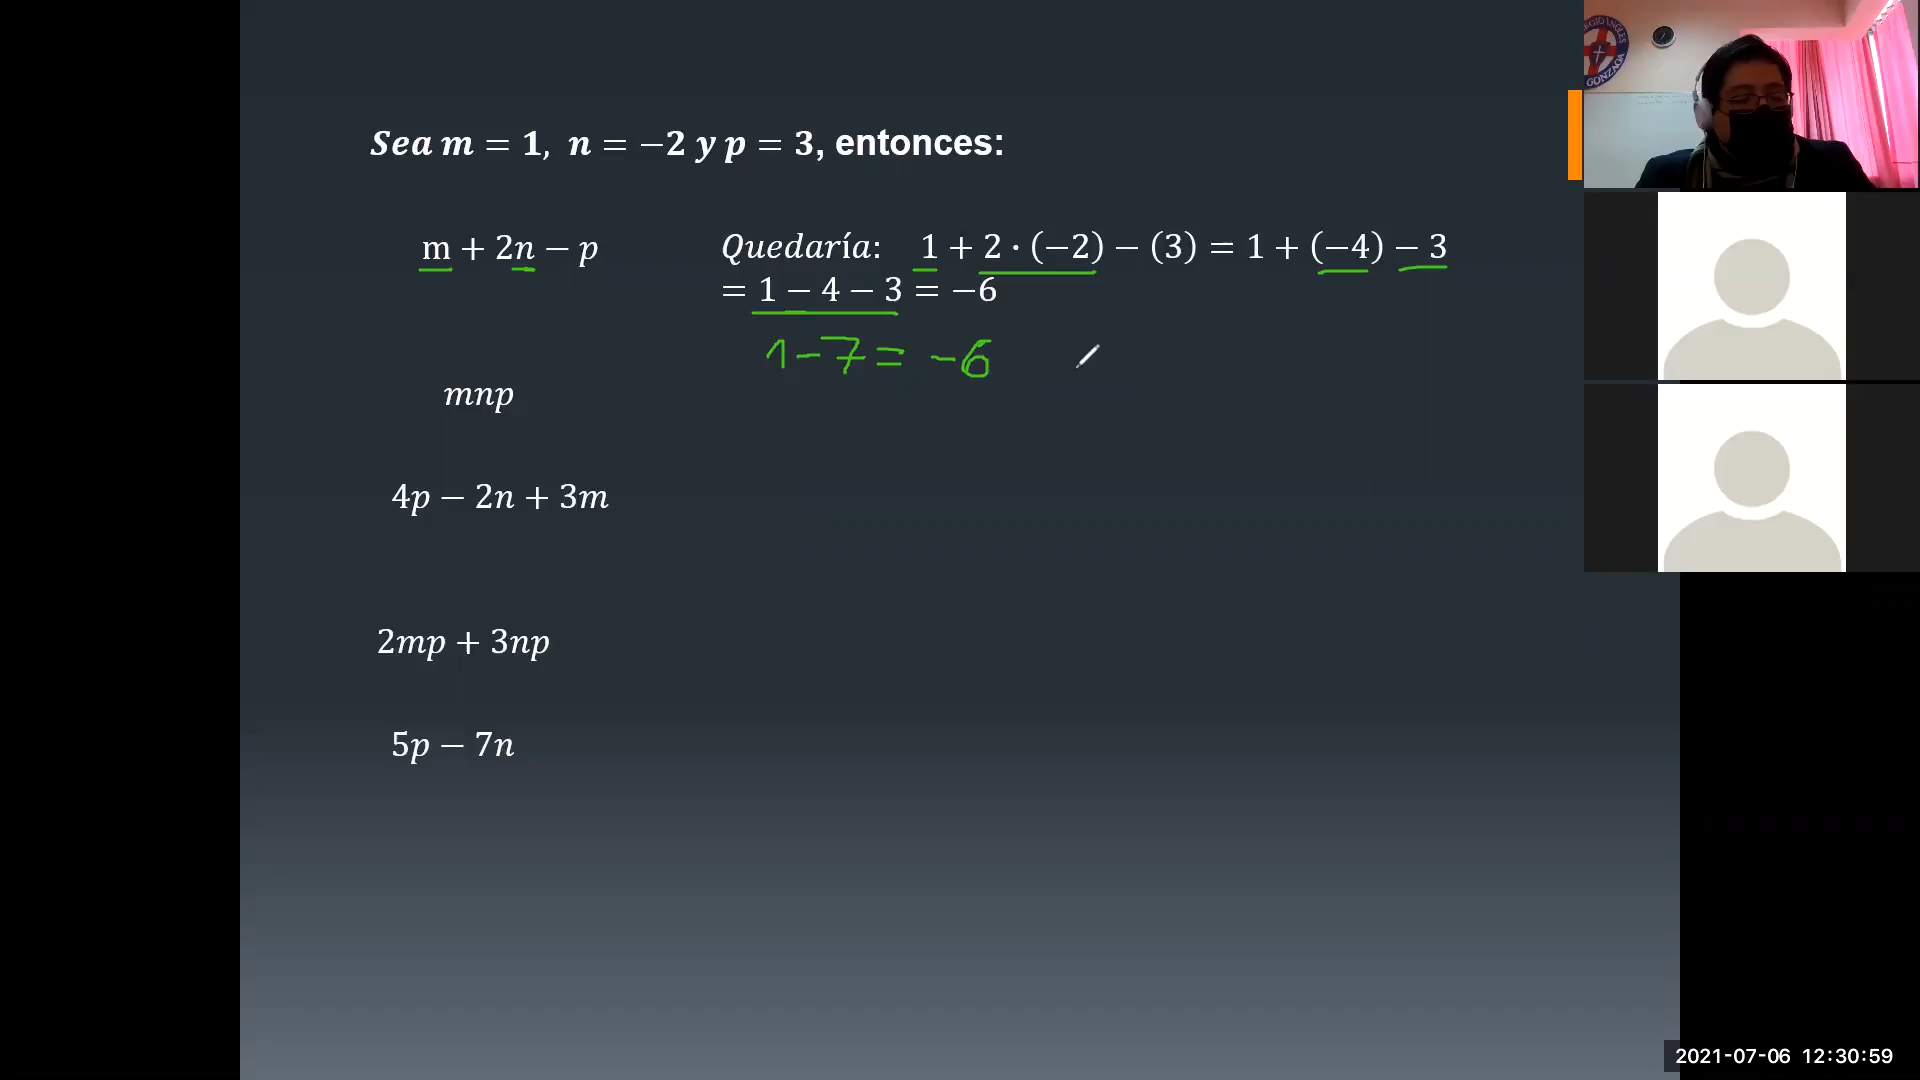 Sea m = 1, n = −2 y p = 3, entonces:
m + 2n − p
Quedaría: 1 + 2 · (−2) − (3) = 1 + (−4) − 3
= 1 − 4 − 3 = −6
1 − 7 = −6
mnp
4p − 2n + 3m
2mp + 3np
5p − 7n
GONZAGA
2021-07-06 12:30:59